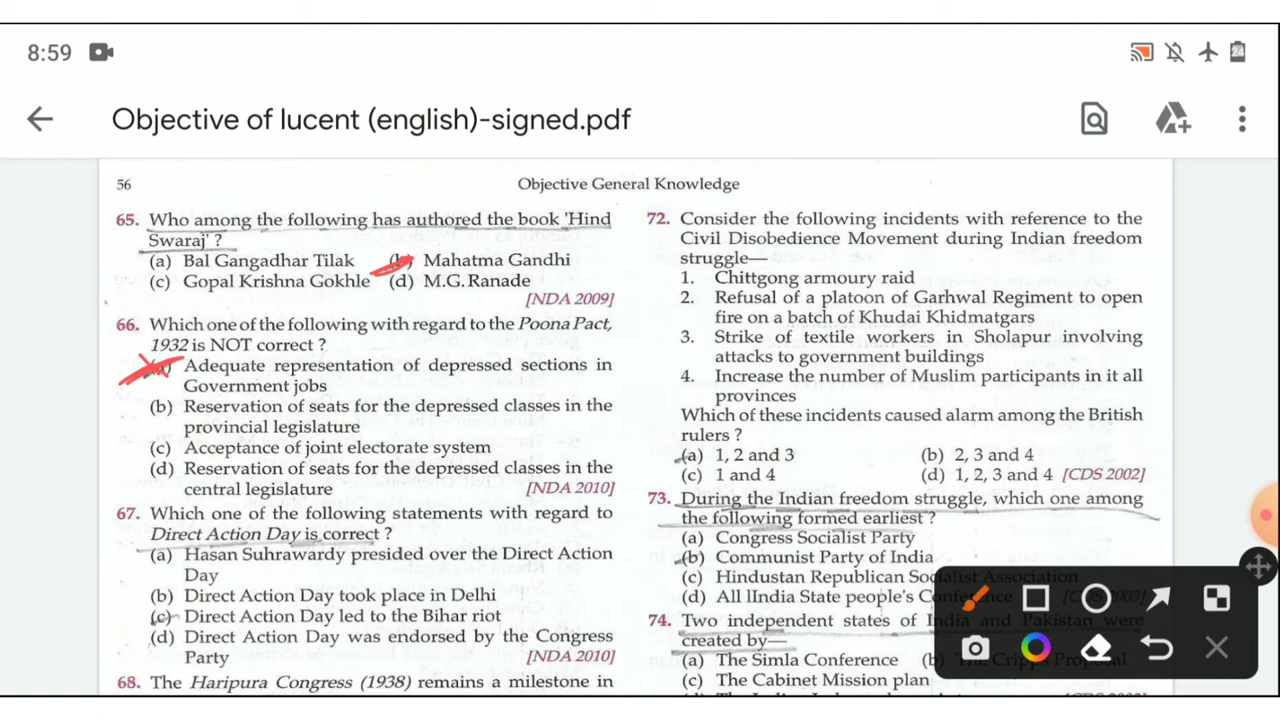 8:59
24
Objective of lucent (english)-signed.pdf
56
Objective General Knowledge
65. Who among the following has authored the book 'Hind
Swaraj' ?
(a) Bal Gangadhar Tilak (b) Mahatma Gandhi
(c) Gopal Krishna Gokhle (d) M.G. Ranade
[NDA 2009]
66. Which one of the following with regard to the Poona Pact,
1932 is NOT correct ?
(a) Adequate representation of depressed sections in
Government jobs
(b) Reservation of seats for the depressed classes in the
provincial legislature
(c) Acceptance of joint electorate system
(d) Reservation of seats for the depressed classes in the
central legislature [NDA 2010]
67. Which one of the following statements with regard to
Direct Action Day is correct ?
(a) Hasan Suhrawardy presided over the Direct Action
Day
(b) Direct Action Day took place in Delhi
(c) Direct Action Day led to the Bihar riot
(d) Direct Action Day was endorsed by the Congress
Party [NDA 2010]
68. The Haripura Congress (1938) remains a milestone in
72. Consider the following incidents with reference to the
Civil Disobedience Movement during Indian freedom
struggle—
1. Chittgong armoury raid
2. Refusal of a platoon of Garhwal Regiment to open
fire on a batch of Khudai Khidmatgars
3. Strike of textile workers in Sholapur involving
attacks to government buildings
4. Increase the number of Muslim participants in it all
provinces
Which of these incidents caused alarm among the British
rulers ?
(a) 1, 2 and 3 (b) 2, 3 and 4
(c) 1 and 4 (d) 1, 2, 3 and 4 [CDS 2002]
73. During the Indian freedom struggle, which one among
the following formed earliest ?
(a) Congress Socialist Party
(b) Communist Party of India
(c) Hindustan Republican Socialist Association
(d) All lIndia State people's Conference [CDS 2003]
74. Two independent states of India and Pakistan were
created by—
(a) The Simla Conference (b) The Cripps Proposal
(c) The Cabinet Mission plan